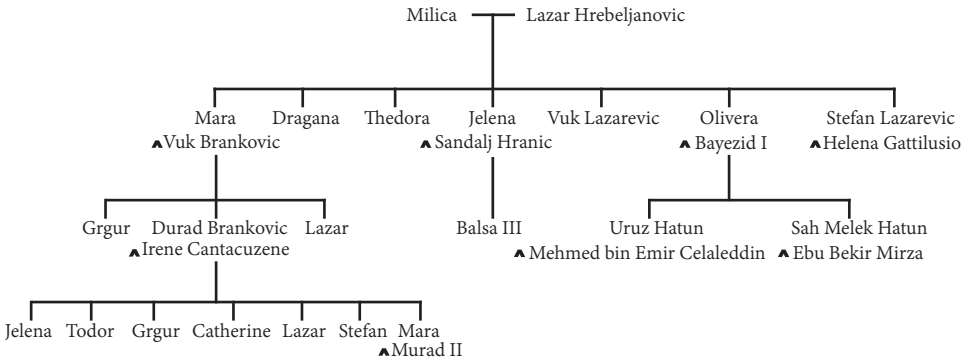 Milica Lazar Hrebeljanovic
Mara Dragana Thedora Jelena Vuk Lazarevic Olivera Stefan Lazarevic
^Vuk Brankovic ^Sandalj Hranic ^Bayezid I ^Helena Gattilusio
Grgur Durad Brankovic Lazar Balsa III Uruz Hatun Sah Melek Hatun
^Irene Cantacuzene ^Mehmed bin Emir Celaleddin ^Ebu Bekir Mirza
Jelena Todor Grgur Catherine Lazar Stefan Mara
^Murad II